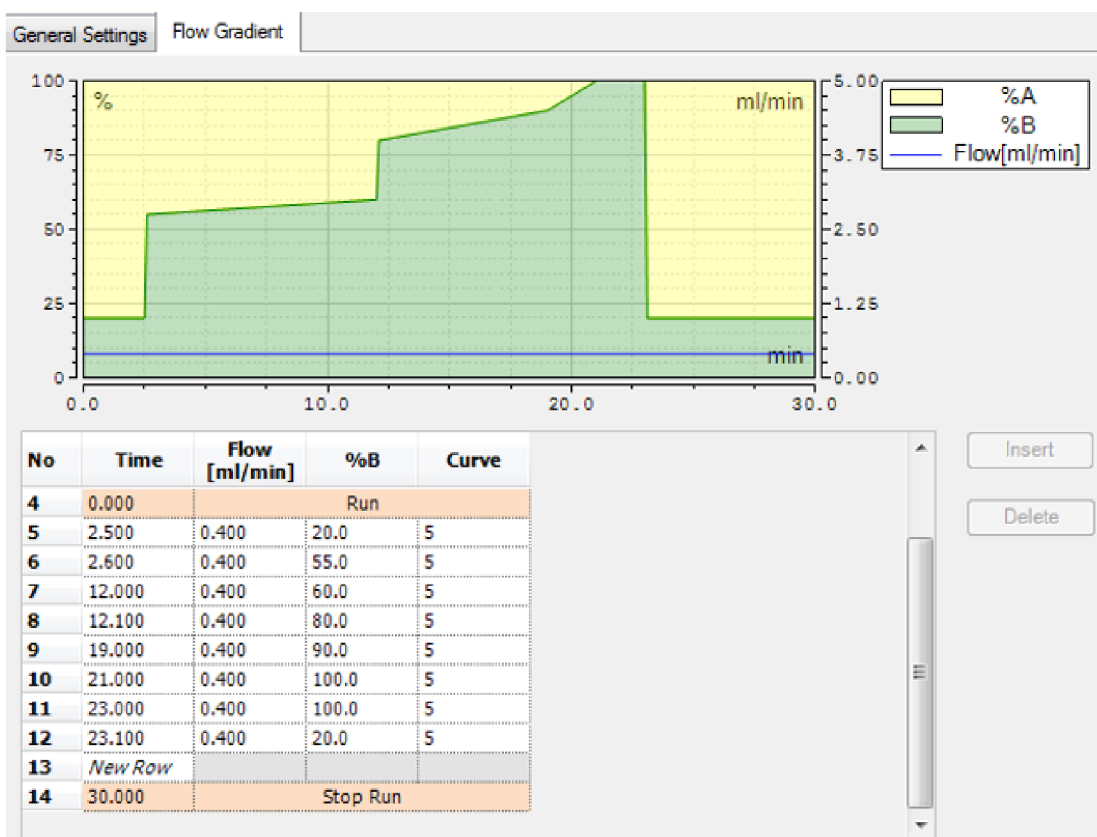 General Settings Flow Gradient
100 % ml/min 5.00 %A
%B
75 3.75 Flow[ml/min]
50 2.50
25 1.25
0 min 0.00
0.0 10.0 20.0 30.0
No Time Flow [ml/min] %B Curve Insert
4 0.000 Run
Delete
5 2.500 0.400 20.0 5
6 2.600 0.400 55.0 5
7 12.000 0.400 60.0 5
8 12.100 0.400 80.0 5
9 19.000 0.400 90.0 5
10 21.000 0.400 100.0 5
11 23.000 0.400 100.0 5
12 23.100 0.400 20.0 5
13 New Row
14 30.000 Stop Run